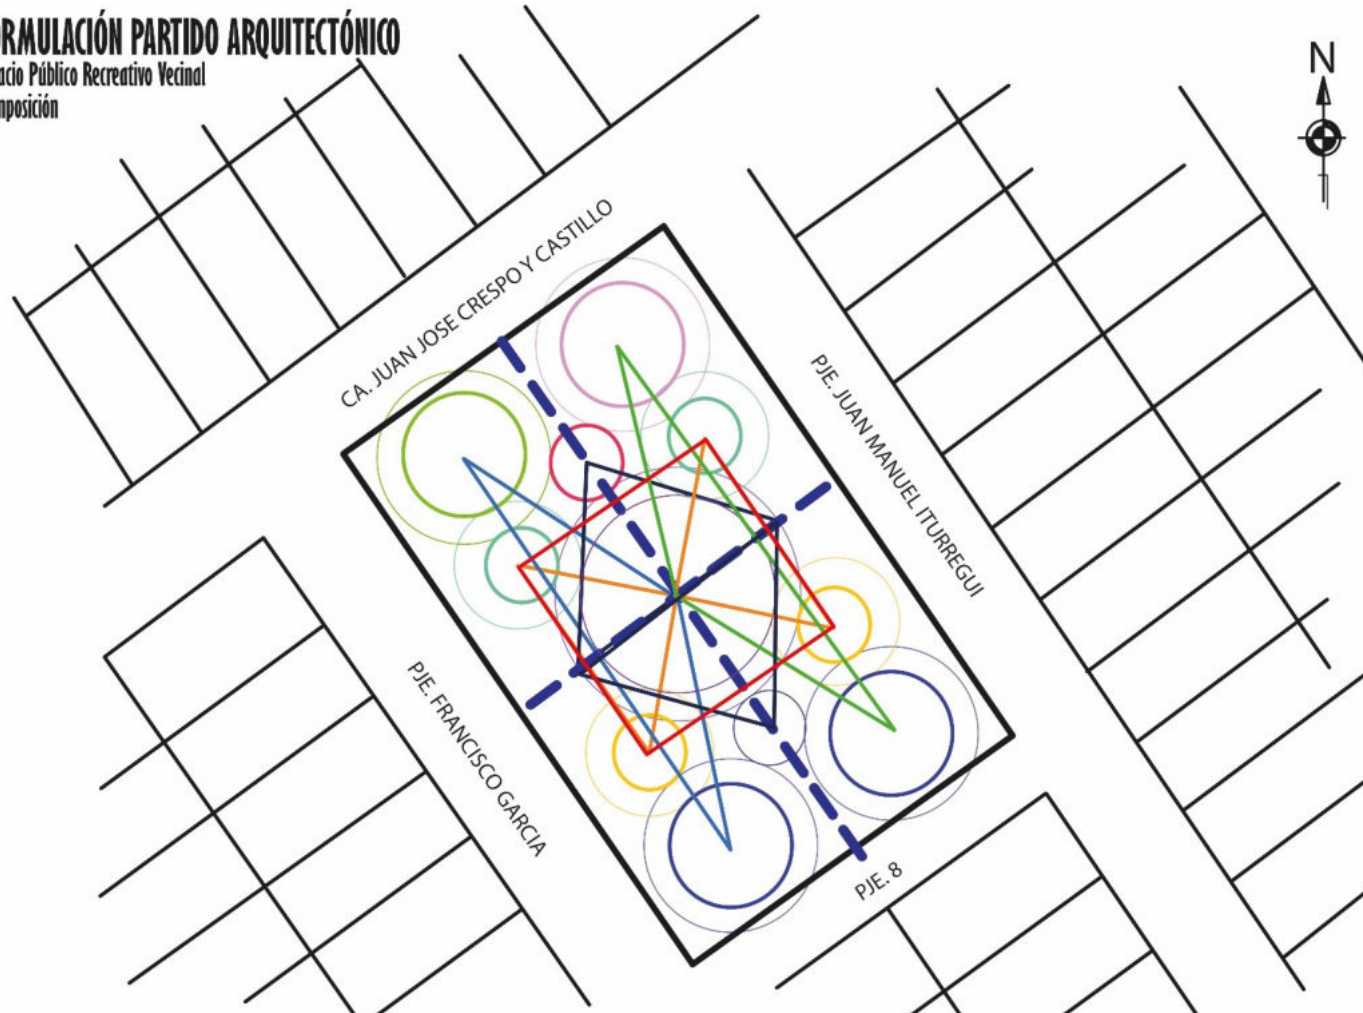 RMULACIÓN PARTIDO ARQUITECTÓNICO
acio Público Recreativo Vecinal
nposición
N
CA. JUAN JOSE CRESPO Y CASTILLO
PJE. JUAN MANUEL ITURREGUI
PJE. FRANCISCO GARCIA
PJE. 8